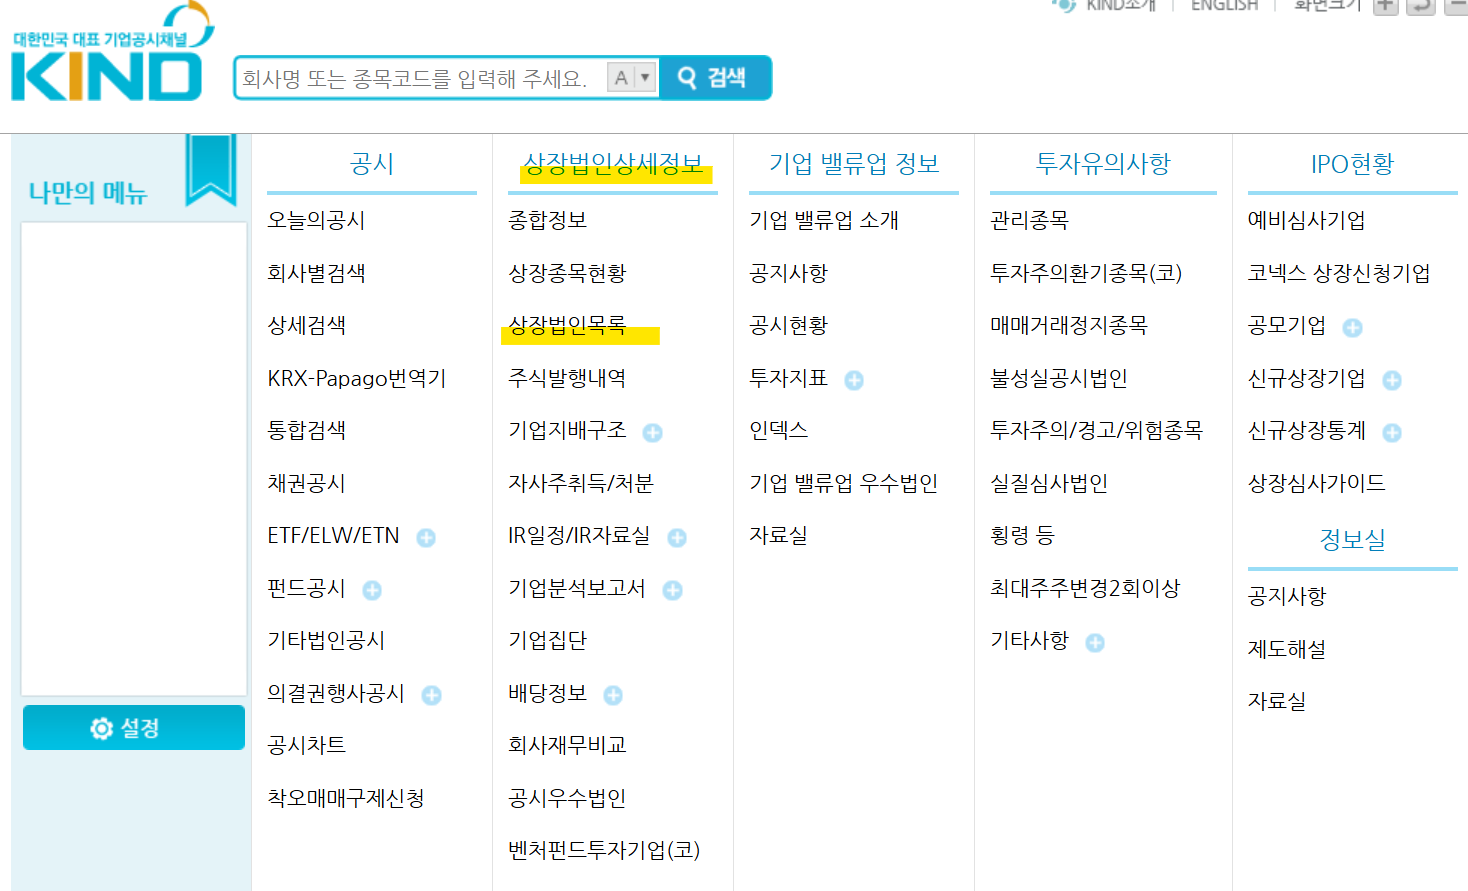 KIND소개
ENGLISH
화면크기
대한민국 대표 기업공시채널
KIND
회사명 또는 종목코드를 입력해 주세요.
A
검색
나만의 메뉴
설정
공시
오늘의공시
회사별검색
상세검색
KRX-Papago번역기
통합검색
채권공시
ETF/ELW/ETN
펀드공시
기타법인공시
의결권행사공시
공시차트
착오매매구제신청
상장법인상세정보
종합정보
상장종목현황
상장법인목록
주식발행내역
기업지배구조
자사주취득/처분
IR일정/IR자료실
기업분석보고서
기업집단
배당정보
회사재무비교
공시우수법인
벤처펀드투자기업(코)
기업 밸류업 정보
기업 밸류업 소개
공지사항
공시현황
투자지표
인덱스
기업 밸류업 우수법인
자료실
투자유의사항
관리종목
투자주의환기종목(코)
매매거래정지종목
불성실공시법인
투자주의/경고/위험종목
실질심사법인
횡령 등
최대주주변경2회이상
기타사항
IPO현황
예비심사기업
코넥스 상장신청기업
공모기업
신규상장기업
신규상장통계
상장심사가이드
정보실
공지사항
제도해설
자료실